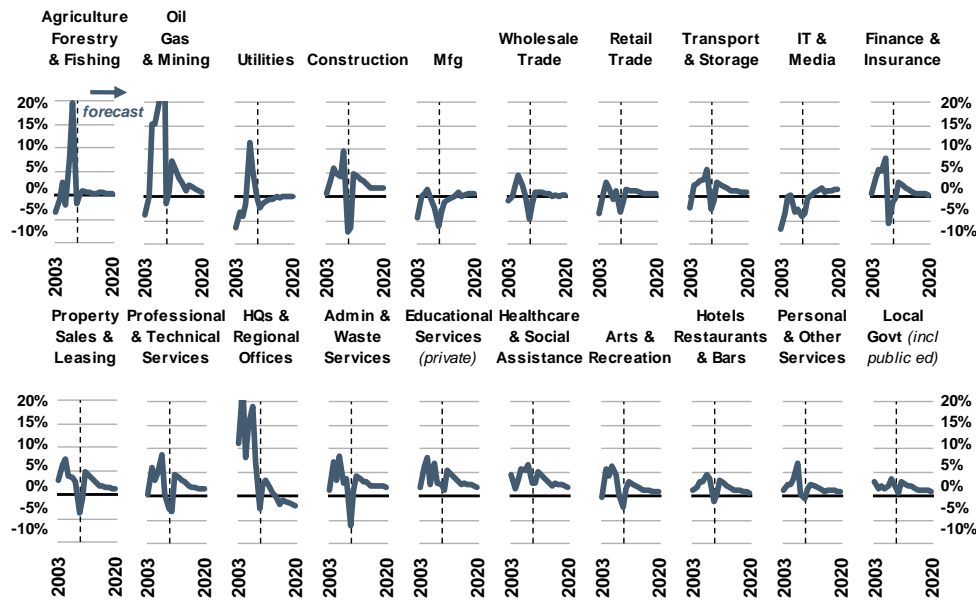 Agriculture
Forestry
& Fishing
Oil
Gas
& Mining
Utilities
Construction
Mfg
Wholesale
Trade
Retail
Trade
Transport
& Storage
IT &
Media
Finance &
Insurance
20%
15%
10%
5%
0%
-5%
-10%
forecast
20%
15%
10%
5%
0%
-5%
-10%
2003
2020
2003
2020
2003
2020
2003
2020
2003
2020
2003
2020
2003
2020
2003
2020
2003
2020
2003
2020
Property
Sales &
Leasing
Professional
& Technical
Services
HQs &
Regional
Offices
Admin &
Waste
Services
Educational
Services
(private)
Healthcare
& Social
Assistance
Arts &
Recreation
Hotels
Restaurants
& Bars
Personal
& Other
Services
Local
Govt (incl
public ed)
20%
15%
10%
5%
0%
-5%
-10%
20%
15%
10%
5%
0%
-5%
-10%
2003
2020
2003
2020
2003
2020
2003
2020
2003
2020
2003
2020
2003
2020
2003
2020
2003
2020
2003
2020